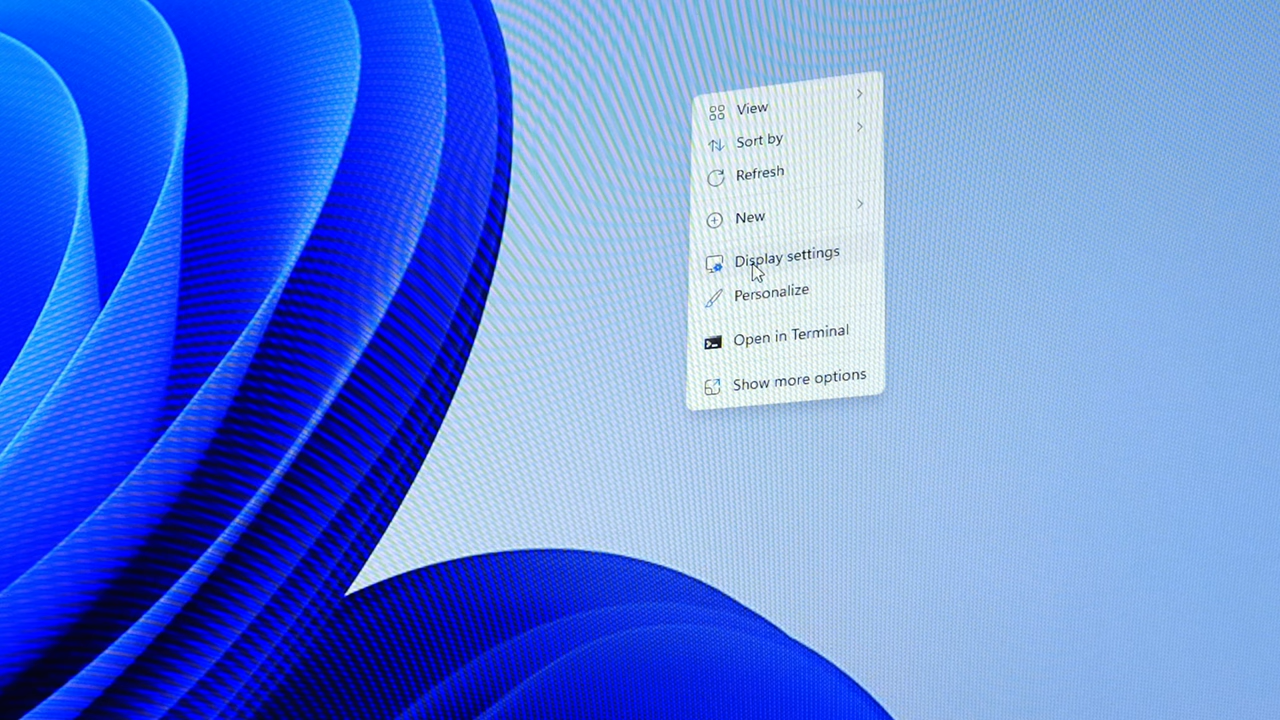 View
Sort by
Refresh
New
Display settings
Personalize
Open in Terminal
Show more options